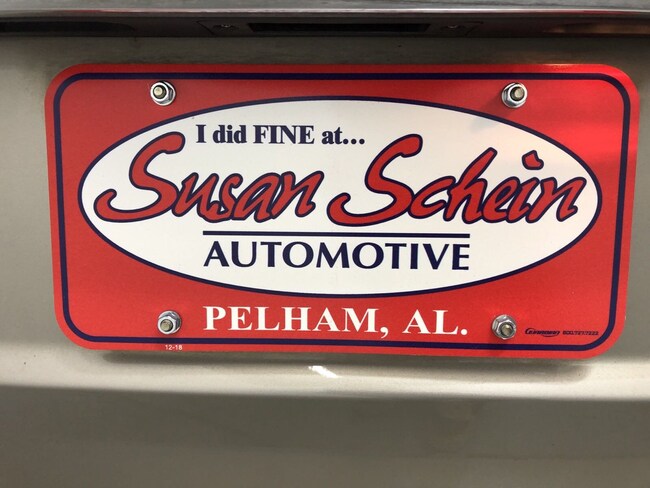 I did FINE at...
Susan Schein
AUTOMOTIVE
PELHAM, AL.
12-18